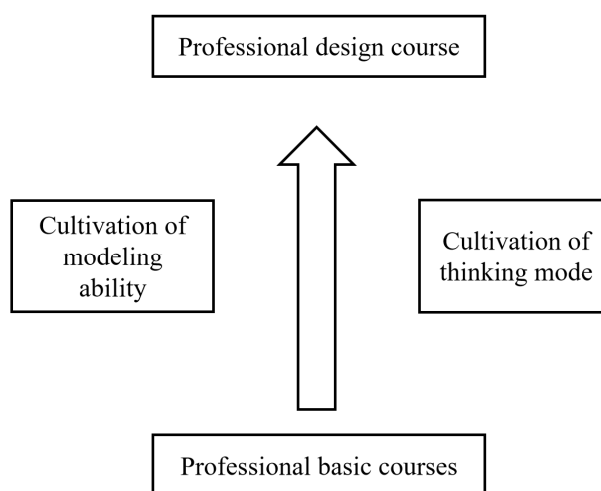 Professional design course
Cultivation of
modeling
ability
Cultivation of
thinking mode
Professional basic courses